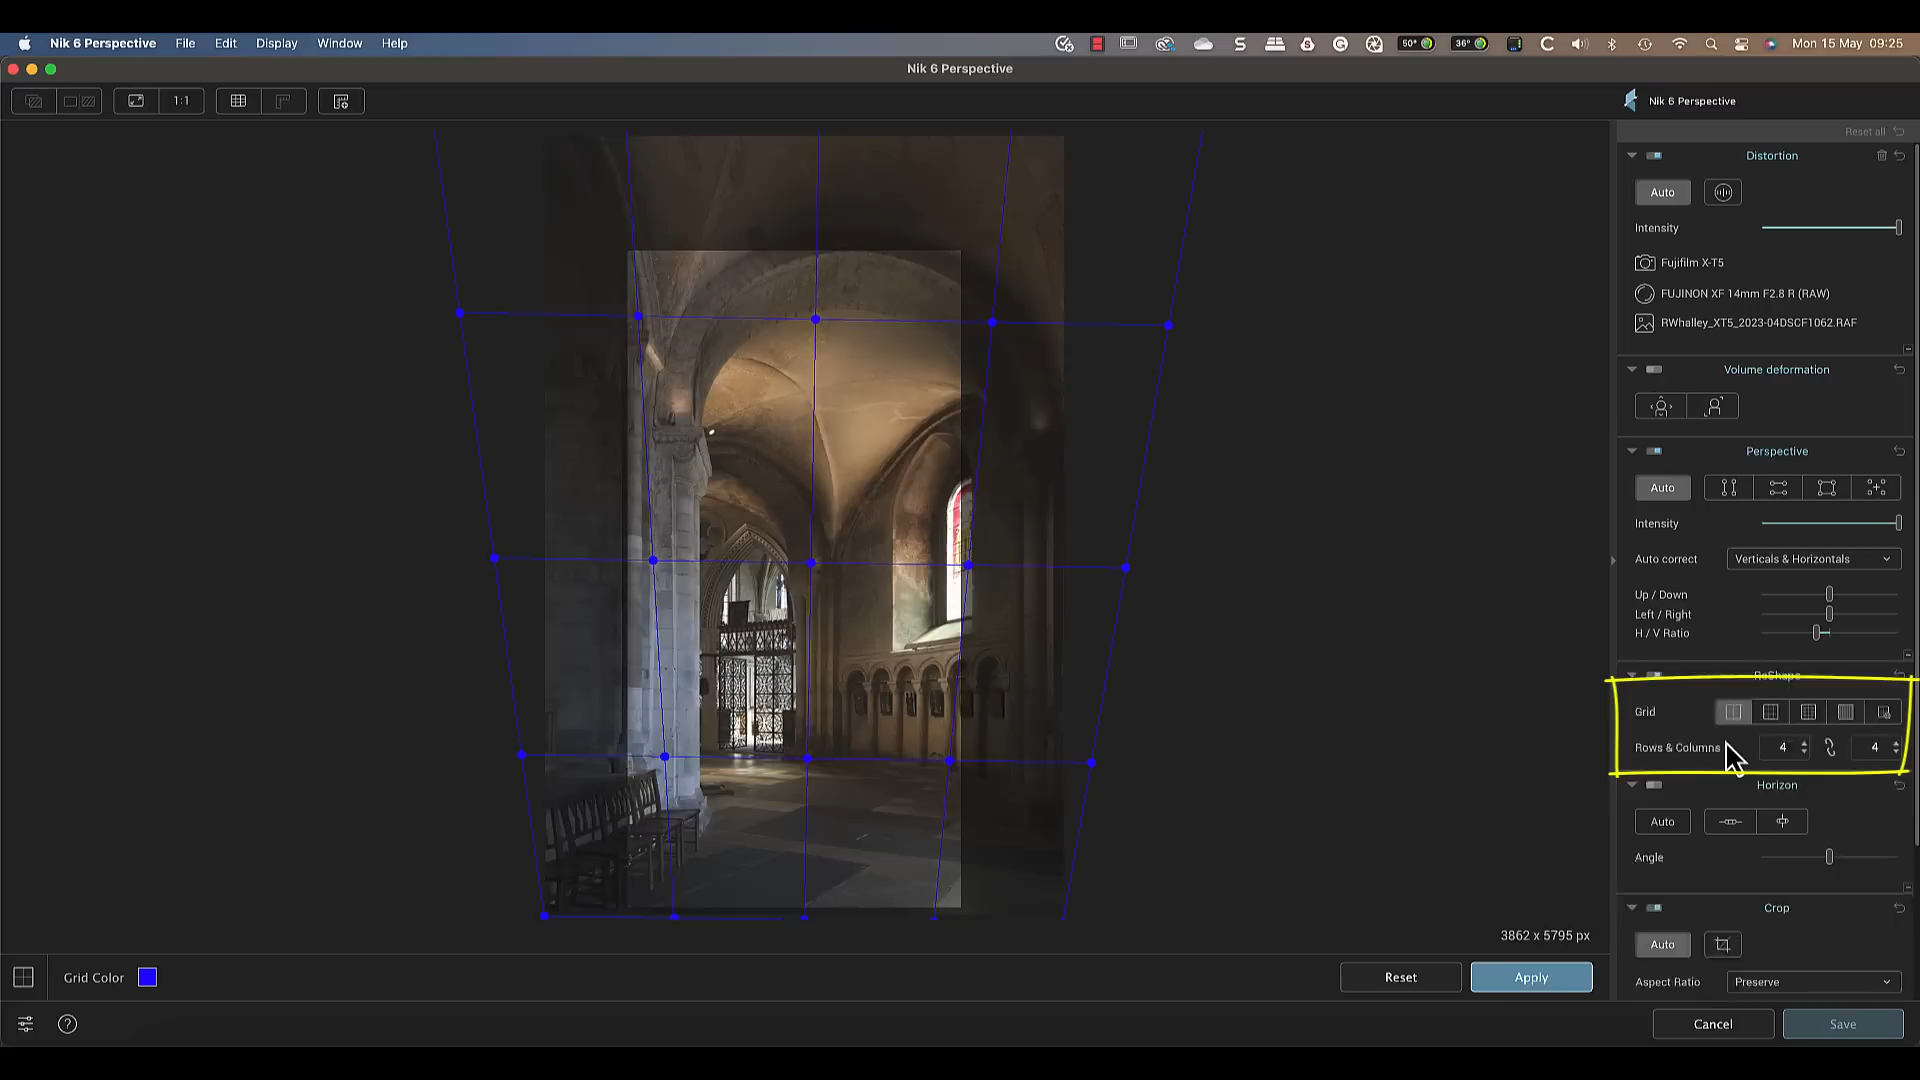 Nik 6 Perspective File Edit Display Window Help
50° 36° Mon 15 May 09:25
Nik 6 Perspective
1:1
Nik 6 Perspective
Reset all
Distortion
Auto
Intensity
Fujifilm X-T5
FUJINON XF 14mm F2.8 R (RAW)
RWhalley_XT5_2023-04DSCF1062.RAF
Volume deformation
Perspective
Auto
Intensity
Auto correct Verticals & Horizontals
Up / Down
Left / Right
H / V Ratio
ReShape
Grid
Rows & Columns 4 4
Horizon
Auto
Angle
Crop
Auto
Aspect Ratio Preserve
3862 x 5795 px
Grid Color Reset Apply
Cancel Save